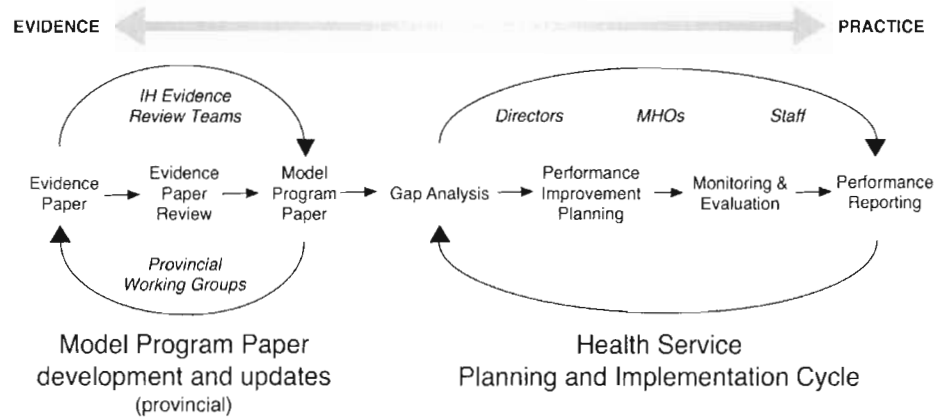 EVIDENCE
PRACTICE
IH Evidence
Review Teams
Directors
MHOs
Staff
Evidence
Paper
Evidence
Paper
Review
Model
Program
Paper
Gap Analysis
Performance
Improvement
Planning
Monitoring &
Evaluation
Performance
Reporting
Provincial
Working Groups
Model Program Paper
development and updates
(provincial)
Health Service
Planning and Implementation Cycle